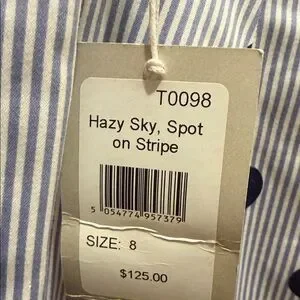 T0098
Hazy Sky, Spot
on Stripe
5 054774 957379
SIZE: 8
$125.00